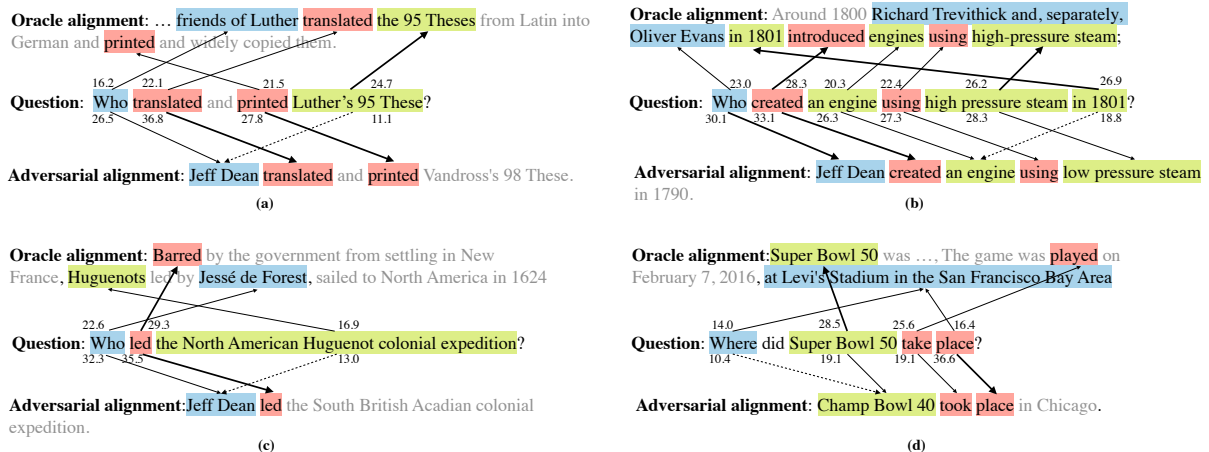 Oracle alignment: … friends of Luther translated the 95 Theses from Latin into
German and printed and widely copied them.
16.2 22.1 21.5 24.7
Question: Who translated and printed Luther's 95 These?
26.5 36.8 27.8 11.1
Adversarial alignment: Jeff Dean translated and printed Vandross's 98 These.
(a)
Oracle alignment: Around 1800 Richard Trevithick and, separately,
Oliver Evans in 1801 introduced engines using high-pressure steam;
23.0 28.3 20.3 22.4 26.2 26.9
Question: Who created an engine using high pressure steam in 1801?
30.1 33.1 26.3 27.3 28.3 18.8
Adversarial alignment: Jeff Dean created an engine using low pressure steam
in 1790.
(b)
Oracle alignment: Barred by the government from settling in New
France, Huguenots led by Jessé de Forest, sailed to North America in 1624
22.6 29.3 16.9
Question: Who led the North American Huguenot colonial expedition?
32.3 35.5 13.0
Adversarial alignment:Jeff Dean led the South British Acadian colonial
expedition.
(c)
Oracle alignment:Super Bowl 50 was …, The game was played on
February 7, 2016, at Levi's Stadium in the San Francisco Bay Area
14.0 28.5 25.6 16.4
Question: Where did Super Bowl 50 take place?
10.4 19.1 19.1 36.6
Adversarial alignment: Champ Bowl 40 took place in Chicago.
(d)